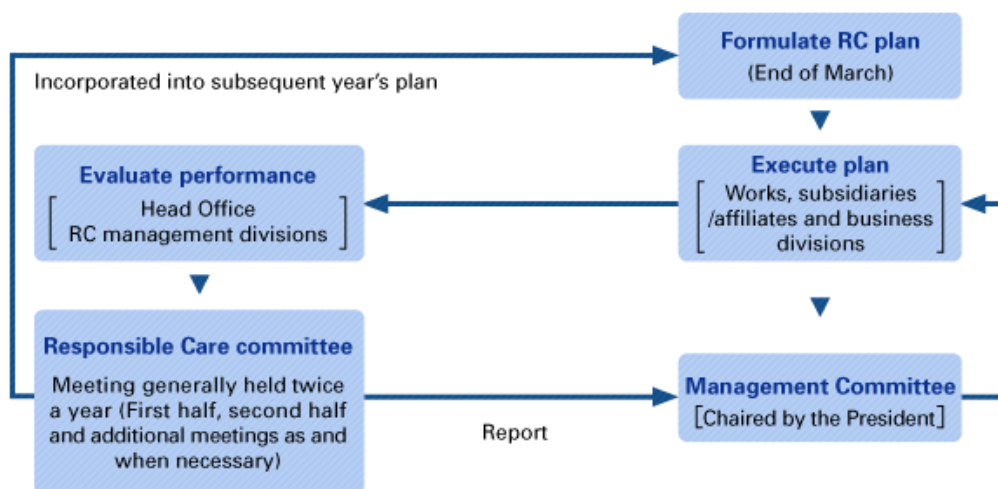 Formulate RC plan
(End of March)
Incorporated into subsequent year's plan
Evaluate performance
Head Office
RC management divisions
Execute plan
Works, subsidiaries
/affiliates and business
divisions
Responsible Care committee
Meeting generally held twice
a year (First half, second half
and additional meetings as and
when necessary)
Report
Management Committee
[Chaired by the President]